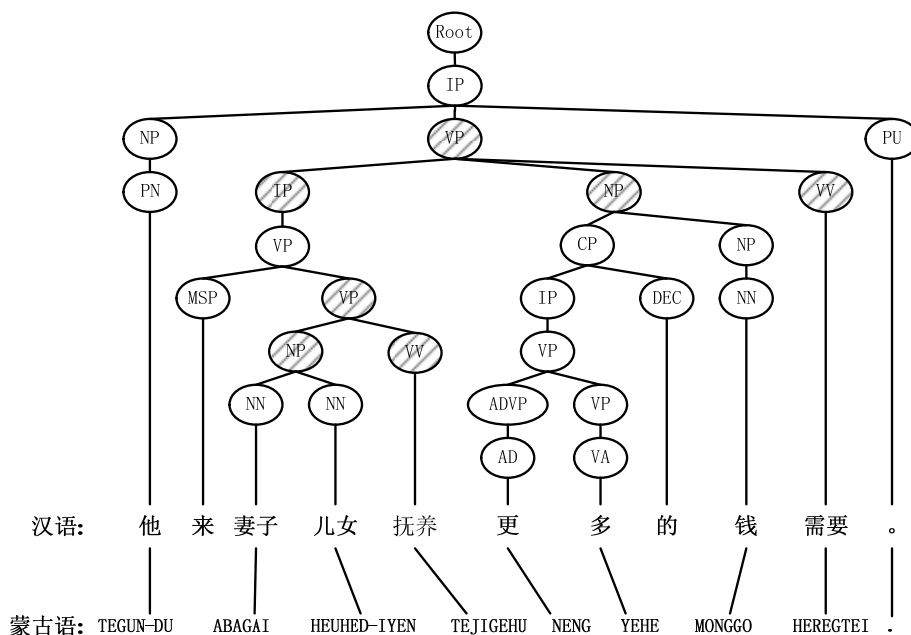 Root
IP
NP VP PU
PN IP NP VV
VP CP NP
MSP VP IP DEC NN
NP VV VP
NN NN ADVP VP
AD VA
汉语: 他 来 妻子 儿女 抚养 更 多 的 钱 需要 。
蒙古语: TEGUN-DU ABAGAI HEUHED-IYEN TEJIGEHU NENG YEHE MONGGO HEREGTEI .